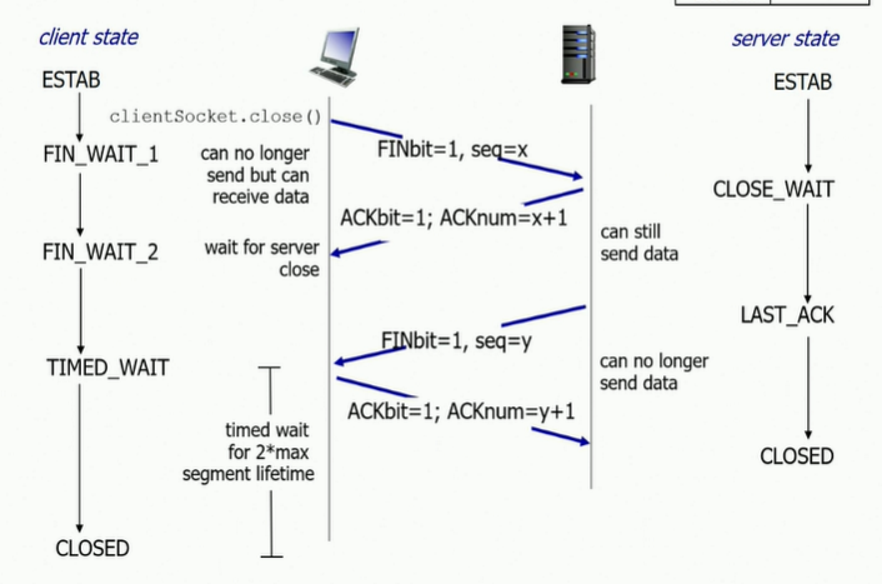 client state
server state
ESTAB
ESTAB
clientSocket.close()
FIN_WAIT_1
can no longer
send but can
receive data
FINbit=1, seq=x
CLOSE_WAIT
ACKbit=1; ACKnum=x+1
can still
send data
FIN_WAIT_2
wait for server
close
LAST_ACK
FINbit=1, seq=y
can no longer
send data
TIMED_WAIT
ACKbit=1; ACKnum=y+1
timed wait
for 2*max
segment lifetime
CLOSED
CLOSED